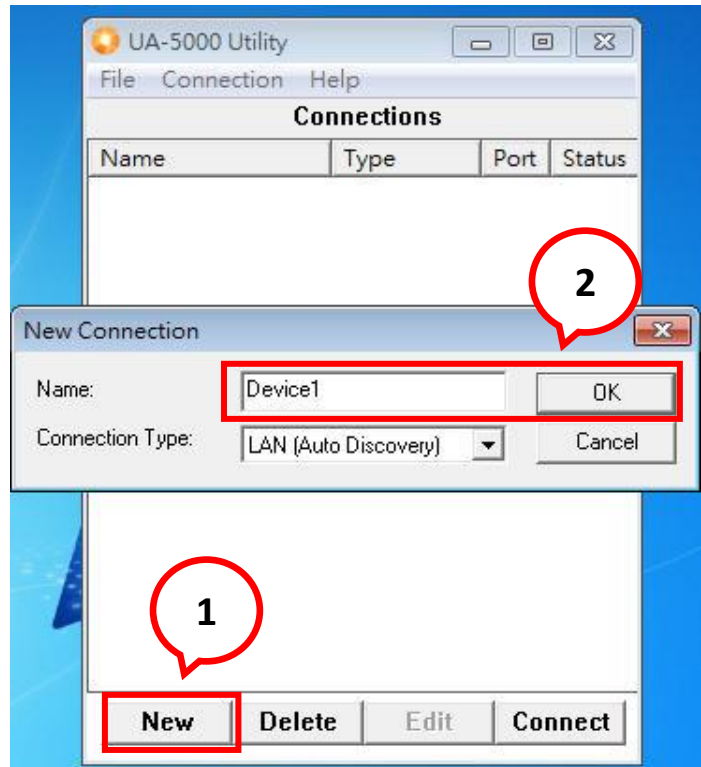 UA-5000 Utility
File Connection Help
Connections
Name Type Port Status
2
New Connection
Name: Device1 OK
Connection Type: LAN (Auto Discovery) Cancel
1
New Delete Edit Connect